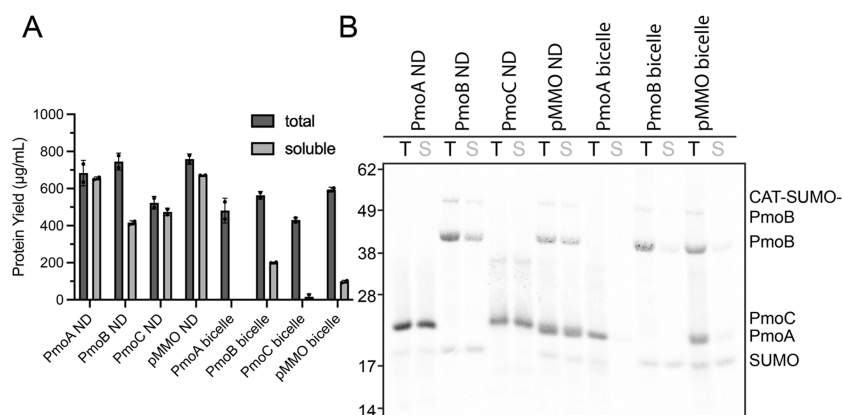 A
Protein Yield (µg/mL)
1000
800
600
400
200
0
total
soluble
PmoA ND
PmoB ND
PmoC ND
pMMO ND
PmoA bicelle
PmoB bicelle
PmoC bicelle
pMMO bicelle
B
PmoA ND
PmoB ND
PmoC ND
pMMO ND
PmoA bicelle
PmoB bicelle
pMMO bicelle
T S T S T S T S T S T S T S
62
49
38
28
17
14
CAT-SUMO-
PmoB
PmoB
PmoC
PmoA
SUMO